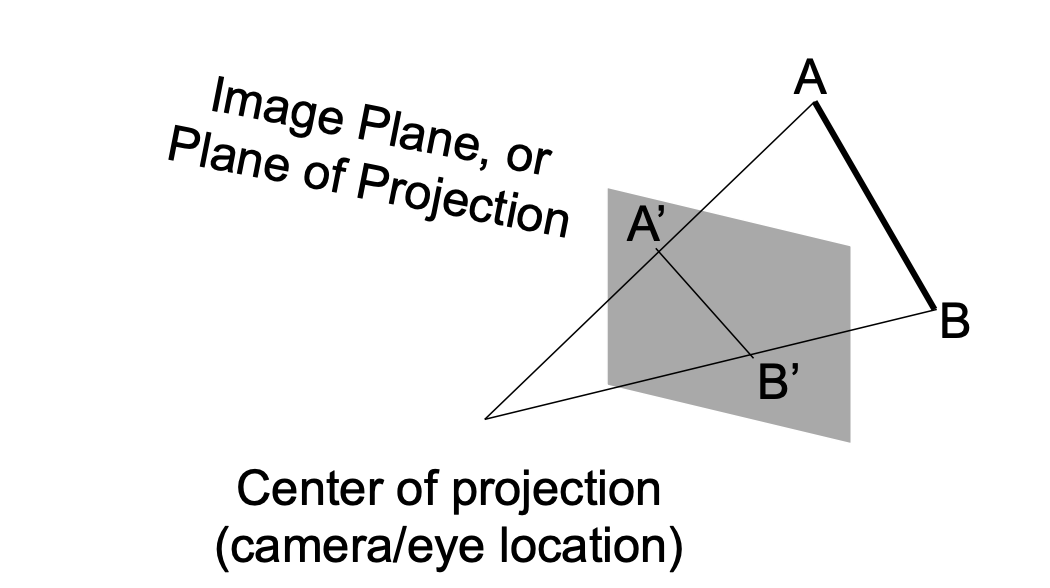 Image Plane, or
Plane of Projection
A
A’
B
B’
Center of projection
(camera/eye location)